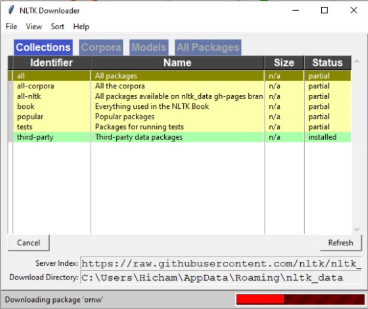 NLTK Downloader
File View Sort Help
Collections Corpora Models All Packages
Identifier Name Size Status
all All packages n/a partial
all-corpora All the corpora n/a partial
all-nltk All packages available on nltk_data gh-pages bran n/a partial
book Everything used in the NLTK Book n/a partial
popular Popular packages n/a partial
tests Packages for running tests n/a partial
third-party Third-party data packages n/a installed
Cancel Refresh
Server Index: https://raw.githubusercontent.com/nltk/nltk_
Download Directory: C:\Users\Hicham\AppData\Roaming\nltk_data
Downloading package 'omw'